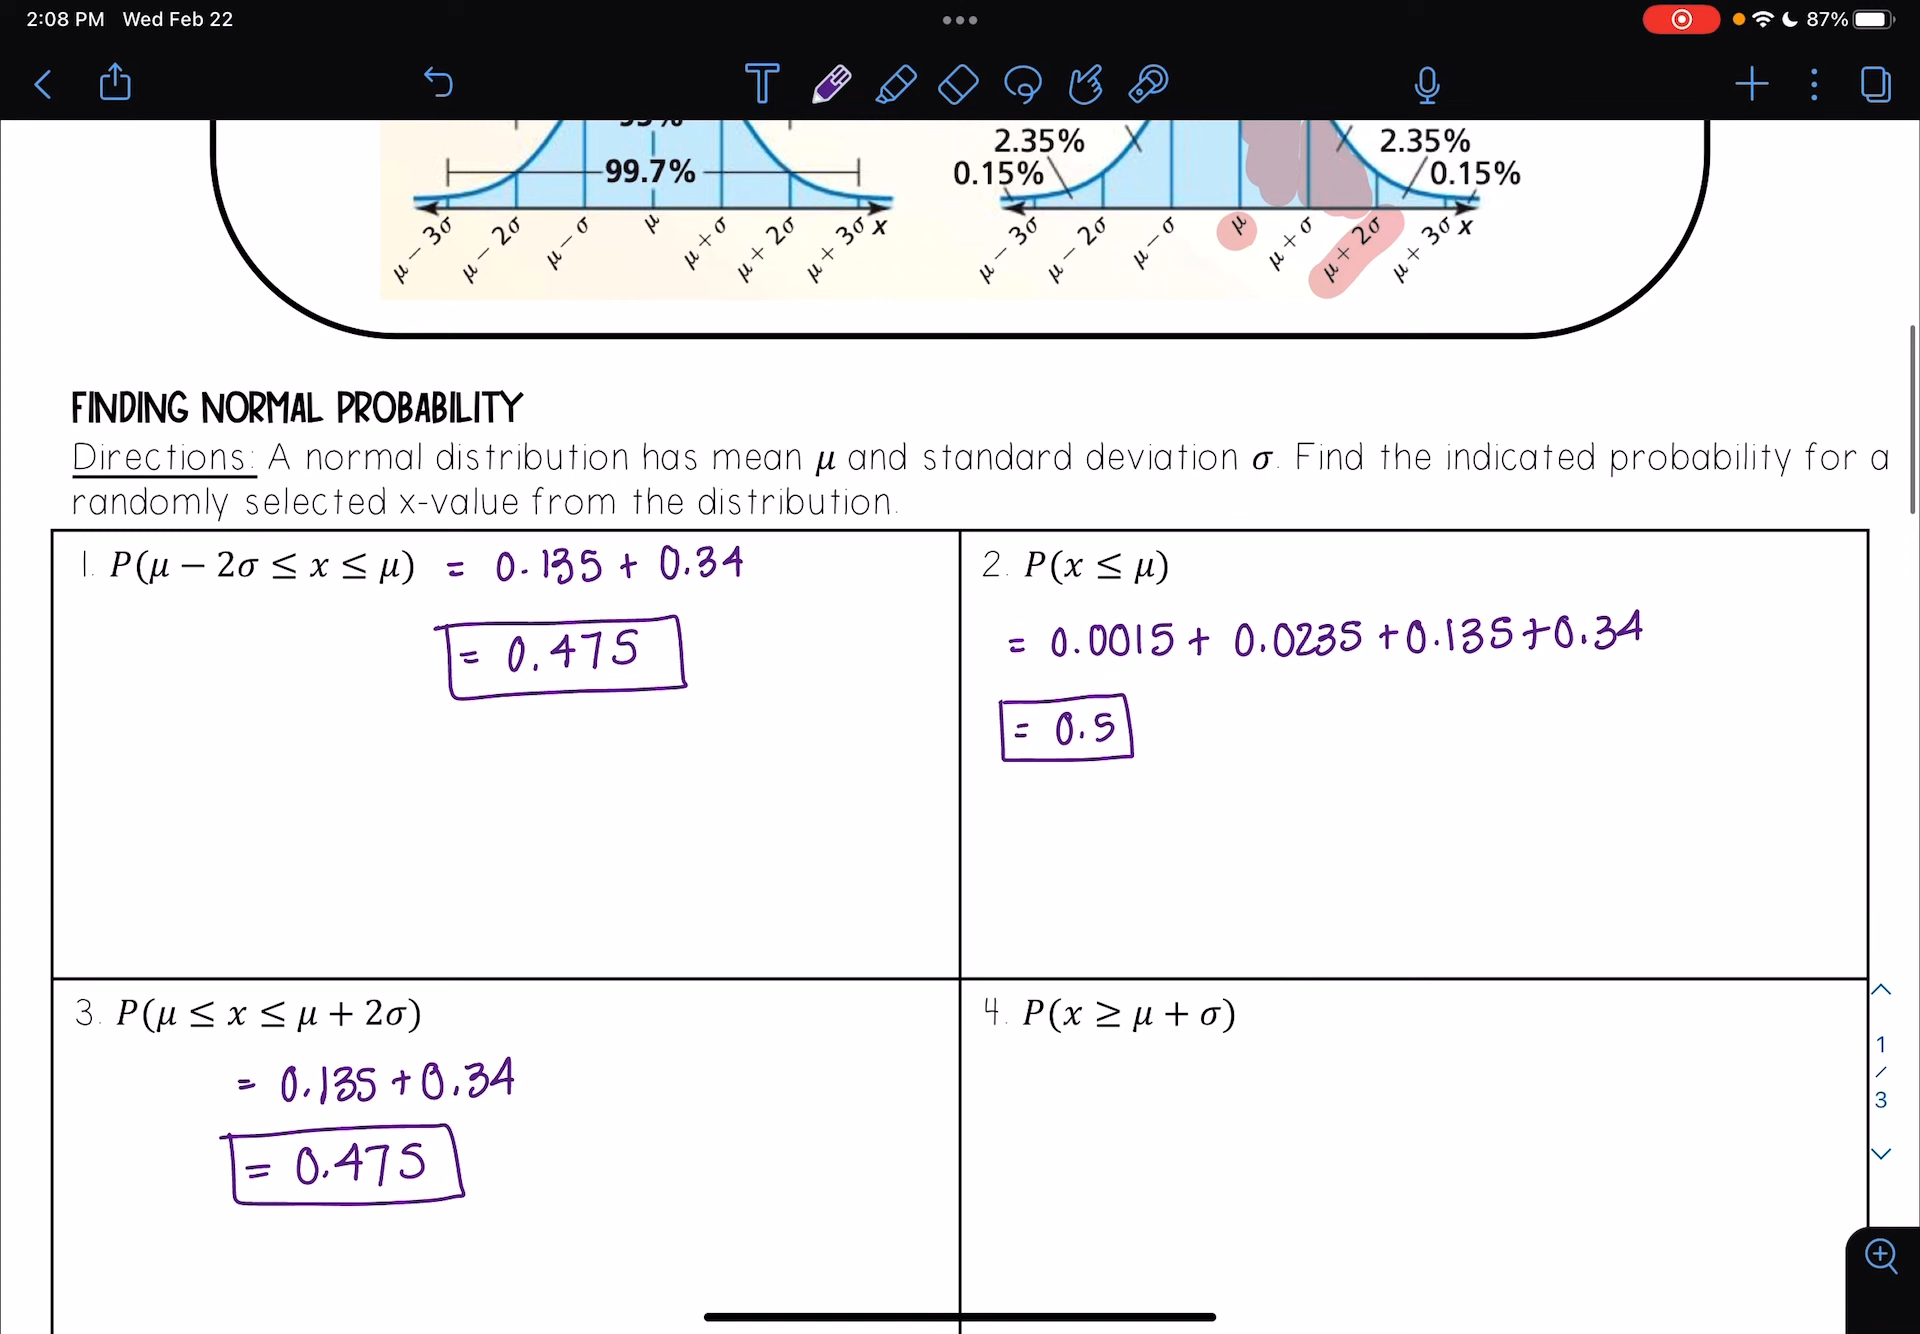 2:08 PM Wed Feb 22
87%
99.7%
μ − 3σ μ − 2σ μ − σ μ μ + σ μ + 2σ μ + 3σ x
2.35% 2.35%
0.15% 0.15%
μ − 3σ μ − 2σ μ − σ μ μ + σ μ + 2σ μ + 3σ x
FINDING NORMAL PROBABILITY
Directions: A normal distribution has mean μ and standard deviation σ. Find the indicated probability for a
randomly selected x-value from the distribution.
1. P(μ − 2σ ≤ x ≤ μ) = 0.135 + 0.34
= 0.475
2. P(x ≤ μ)
= 0.0015 + 0.0235 + 0.135 + 0.34
= 0.5
3. P(μ ≤ x ≤ μ + 2σ)
= 0.135 + 0.34
= 0.475
4. P(x ≥ μ + σ)
1
/
3